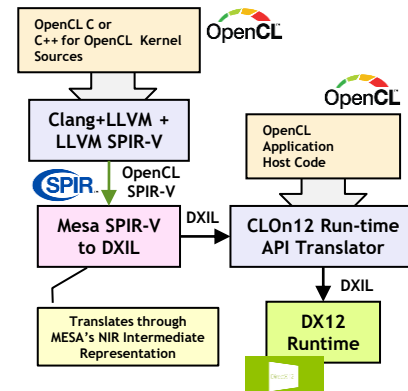 OpenCL C or
C++ for OpenCL Kernel
Sources
OpenCL
Clang+LLVM +
LLVM SPIR-V
OpenCL
OpenCL
Application
Host Code
SPIR
OpenCL
SPIR-V
Mesa SPIR-V
to DXIL
DXIL
CLOn12 Run-time
API Translator
DXIL
Translates through
MESA's NIR Intermediate
Representation
DX12
Runtime